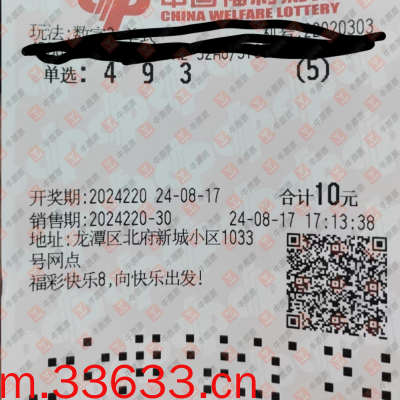 中国福利彩票
CHINA WELFARE LOTTERY
玩法:数字3
单选: 4 9 3 (5)
开奖期:2024220 24-08-17 合计10元
销售期:2024220-30 24-08-17 17:13:38
地址:龙潭区北府新城小区1033
号网点
福彩快乐8,向快乐出发!
m.33633.cn